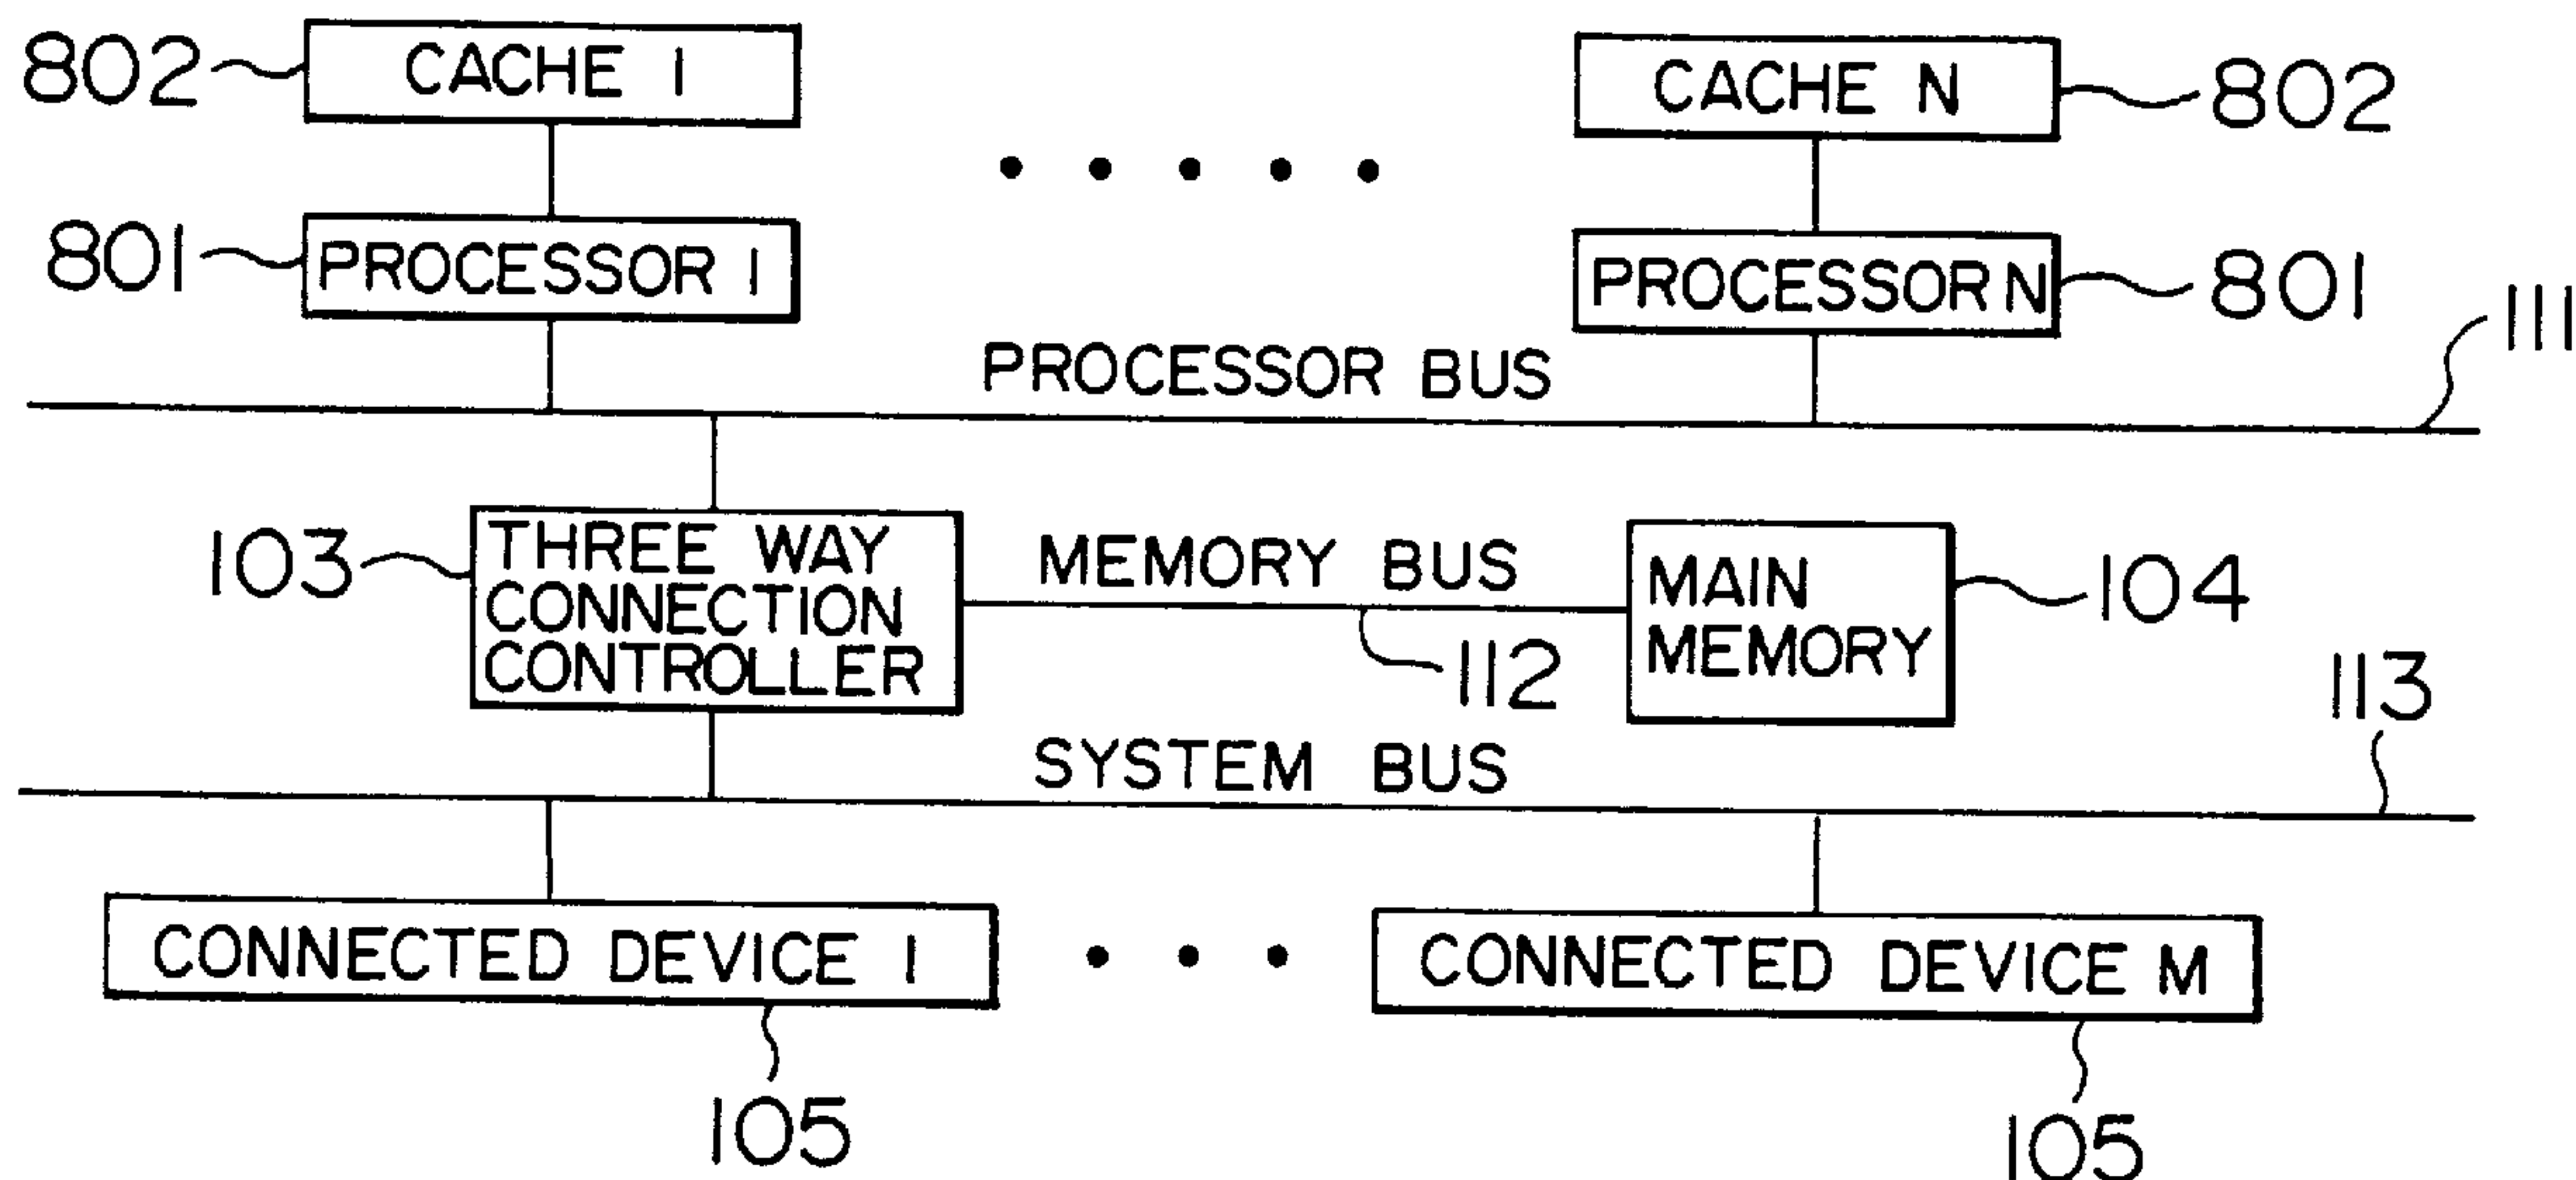 802
CACHE 1
CACHE N
802
801
PROCESSOR 1
PROCESSOR N
801
111
PROCESSOR BUS
103
THREE WAY
CONNECTION
CONTROLLER
MEMORY BUS
112
MAIN
MEMORY
104
113
SYSTEM BUS
CONNECTED DEVICE 1
CONNECTED DEVICE M
105
105